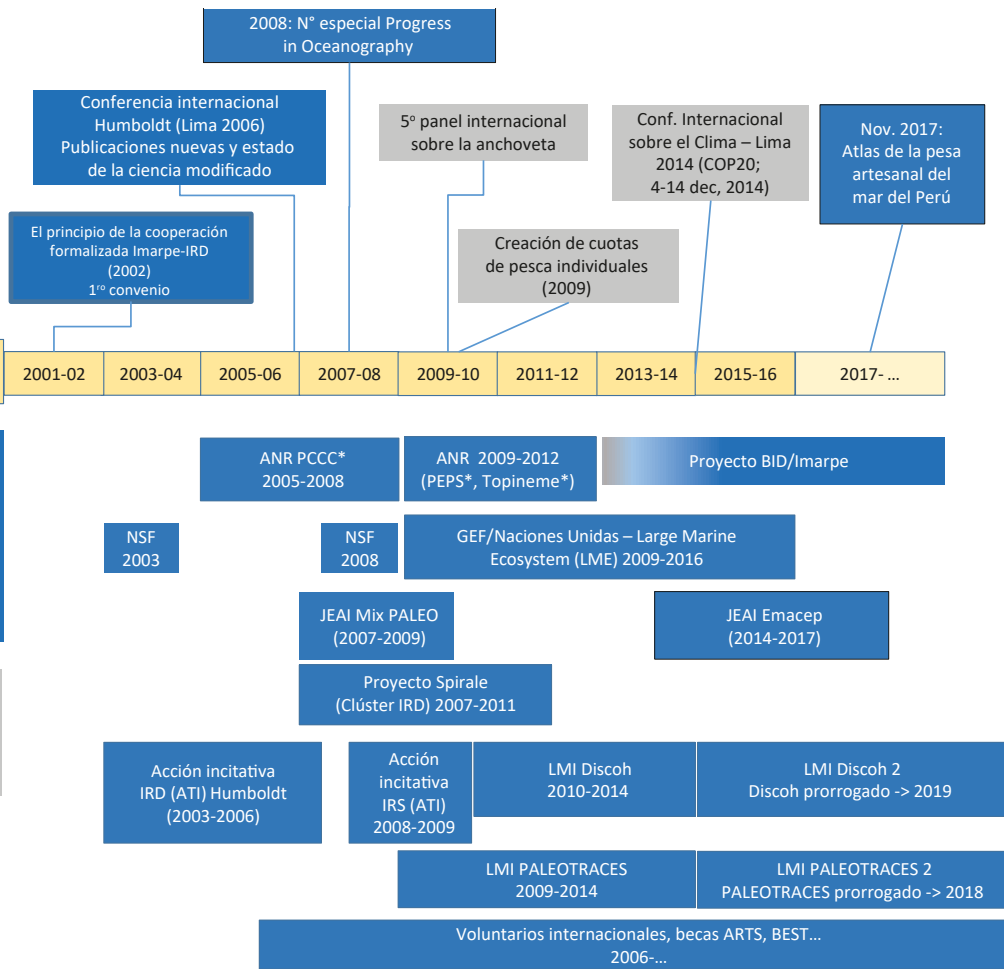 2008: N° especial Progress
in Oceanography
Conferencia internacional
Humboldt (Lima 2006)
Publicaciones nuevas y estado
de la ciencia modificado
5º panel internacional
sobre la anchoveta
Conf. Internacional
sobre el Clima – Lima
2014 (COP20;
4-14 dec, 2014)
Nov. 2017:
Atlas de la pesa
artesanal del
mar del Perú
El principio de la cooperación
formalizada Imarpe-IRD
(2002)
1ro convenio
Creación de cuotas
de pesca individuales
(2009)
2001-02 2003-04 2005-06 2007-08 2009-10 2011-12 2013-14 2015-16 2017- ...
ANR PCCC*
2005-2008
ANR 2009-2012
(PEPS*, Topineme*)
Proyecto BID/Imarpe
NSF
2003
NSF
2008
GEF/Naciones Unidas – Large Marine
Ecosystem (LME) 2009-2016
JEAI Mix PALEO
(2007-2009)
JEAI Emacep
(2014-2017)
Proyecto Spirale
(Clúster IRD) 2007-2011
Acción incitativa
IRD (ATI) Humboldt
(2003-2006)
Acción
incitativa
IRS (ATI)
2008-2009
LMI Discoh
2010-2014
LMI Discoh 2
Discoh prorrogado -> 2019
LMI PALEOTRACES
2009-2014
LMI PALEOTRACES 2
PALEOTRACES prorrogado -> 2018
Voluntarios internacionales, becas ARTS, BEST...
2006-...